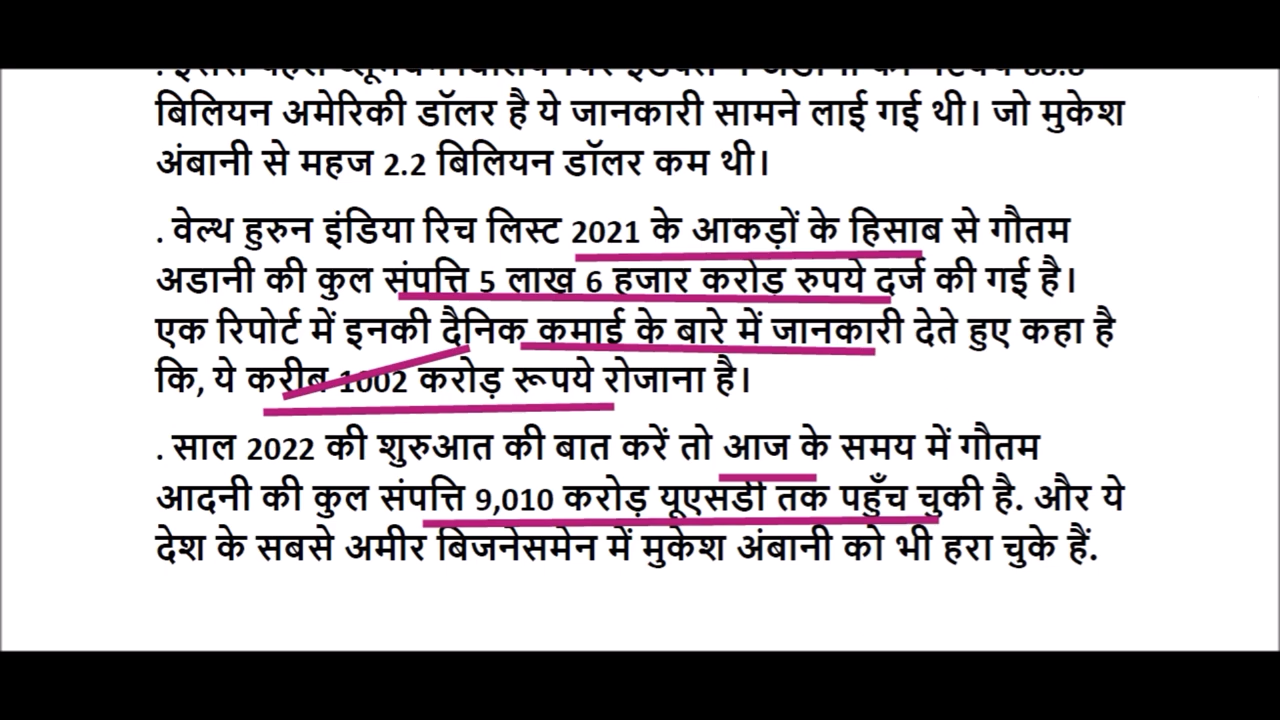 बिलियन अमेरिकी डॉलर है ये जानकारी सामने लाई गई थी। जो मुकेश
अंबानी से महज 2.2 बिलियन डॉलर कम थी।
. वेल्थ हुरुन इंडिया रिच लिस्ट 2021 के आकड़ों के हिसाब से गौतम
अडानी की कुल संपत्ति 5 लाख 6 हजार करोड़ रुपये दर्ज की गई है।
एक रिपोर्ट में इनकी दैनिक कमाई के बारे में जानकारी देते हुए कहा है
कि, ये करीब 1002 करोड़ रूपये रोजाना है।
. साल 2022 की शुरुआत की बात करें तो आज के समय में गौतम
आदनी की कुल संपत्ति 9,010 करोड़ यूएसडी तक पहुँच चुकी है. और ये
देश के सबसे अमीर बिजनेसमेन में मुकेश अंबानी को भी हरा चुके हैं.